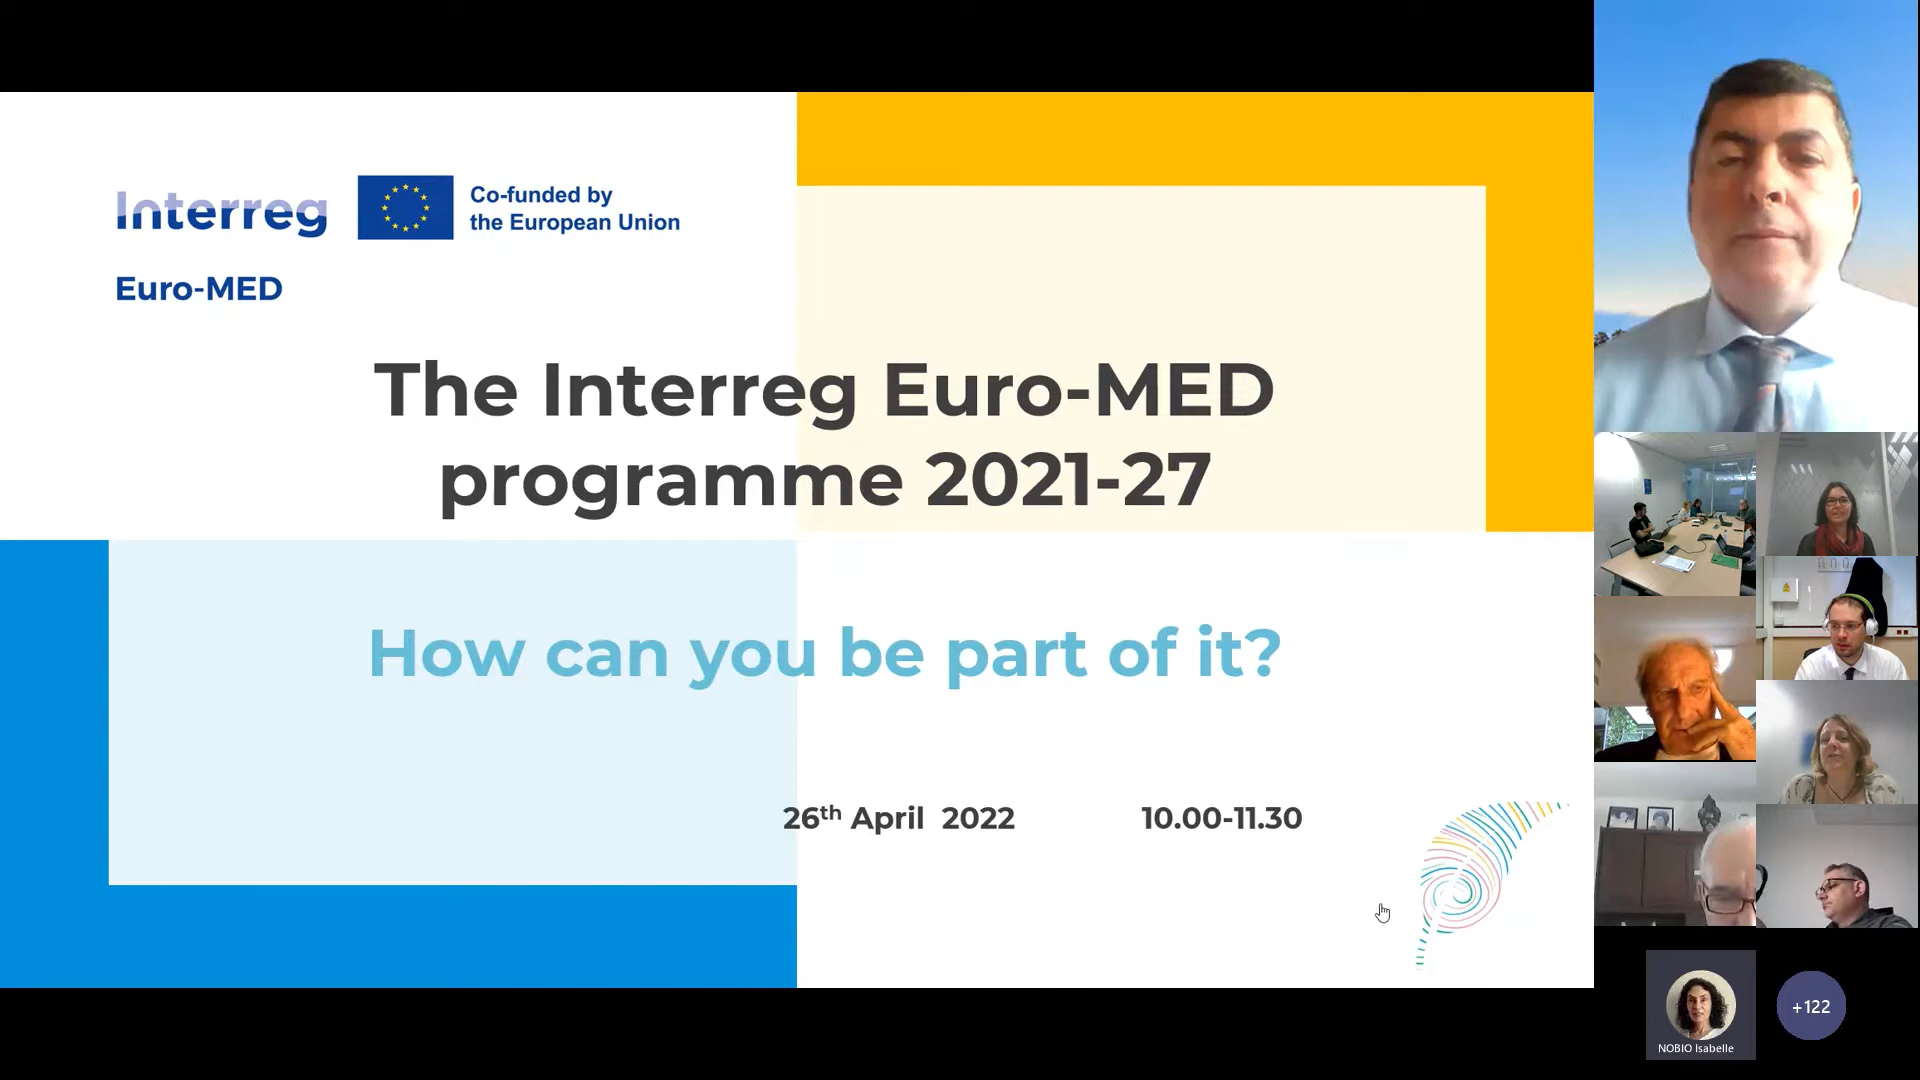 Interreg
Co-funded by
the European Union
Euro-MED
The Interreg Euro-MED
programme 2021-27
How can you be part of it?
26th April 2022 10.00-11.30
NOBIO Isabelle
+122